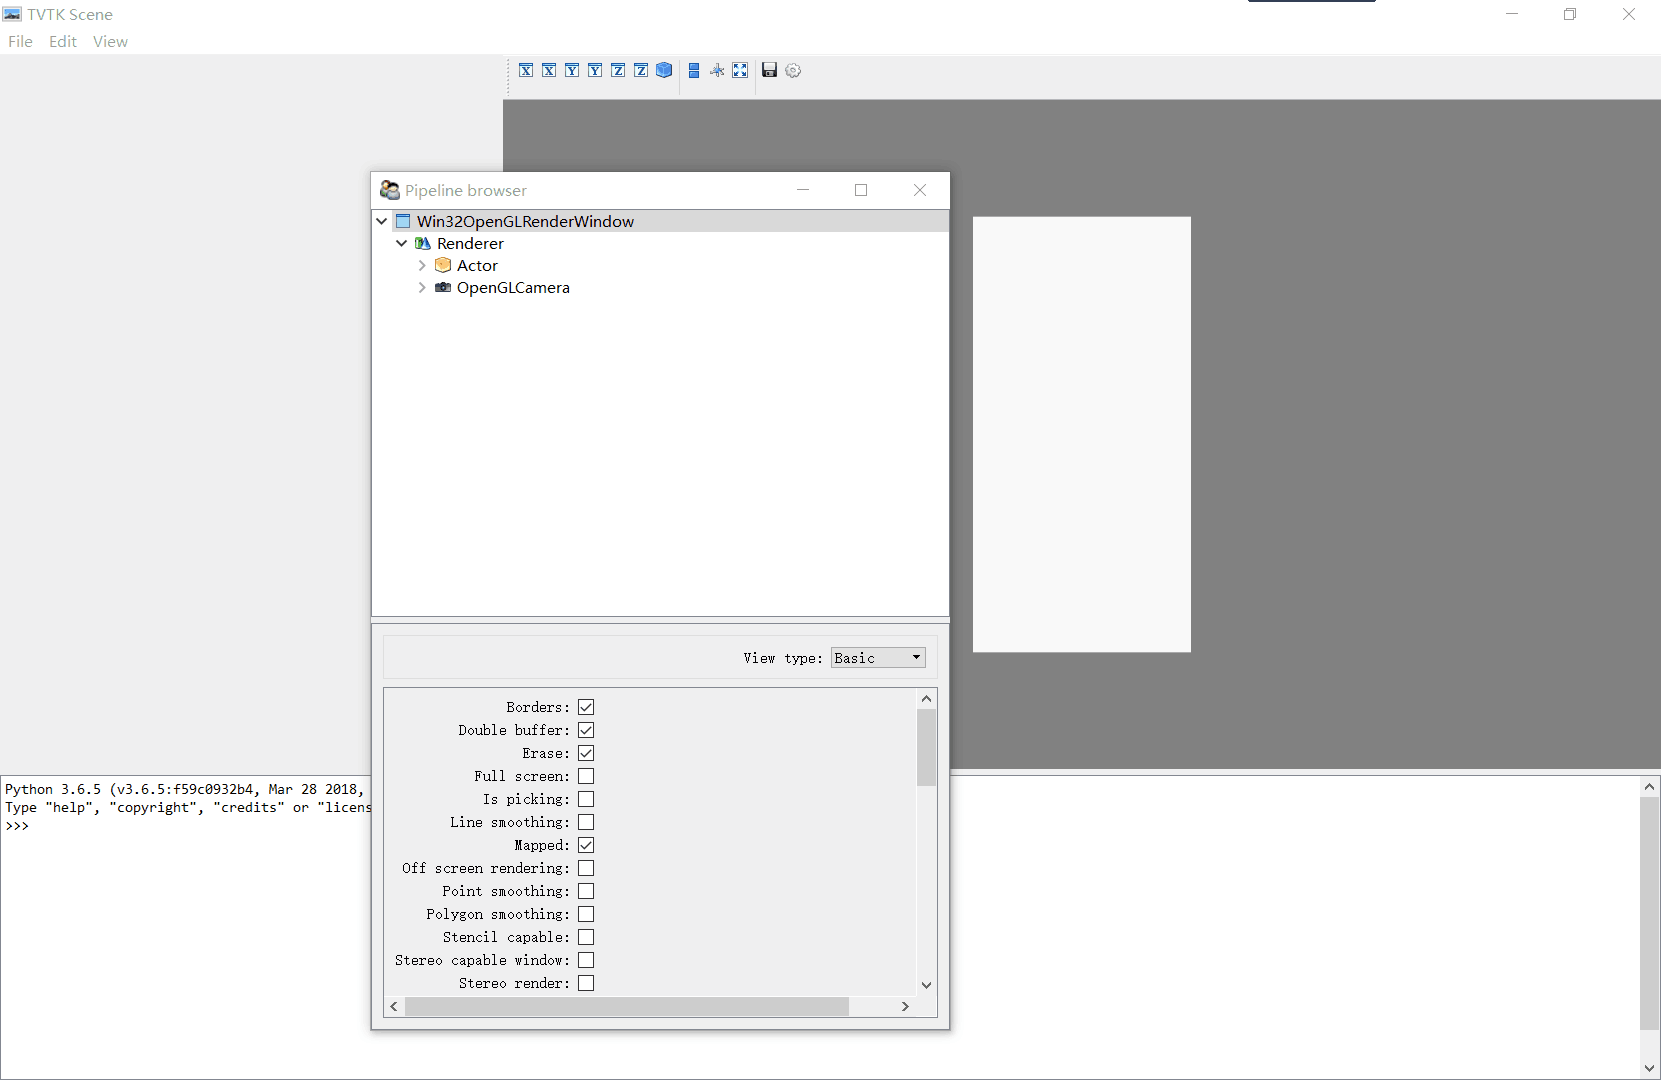 TVTK Scene
File Edit View
X X Y Y Z Z
Pipeline browser
Win32OpenGLRenderWindow
Renderer
Actor
OpenGLCamera
View type: Basic
Borders:
Double buffer:
Erase:
Full screen:
Is picking:
Line smoothing:
Mapped:
Off screen rendering:
Point smoothing:
Polygon smoothing:
Stencil capable:
Stereo capable window:
Stereo render:
Python 3.6.5 (v3.6.5:f59c0932b4, Mar 28 2018,
Type "help", "copyright", "credits" or "licens
>>>